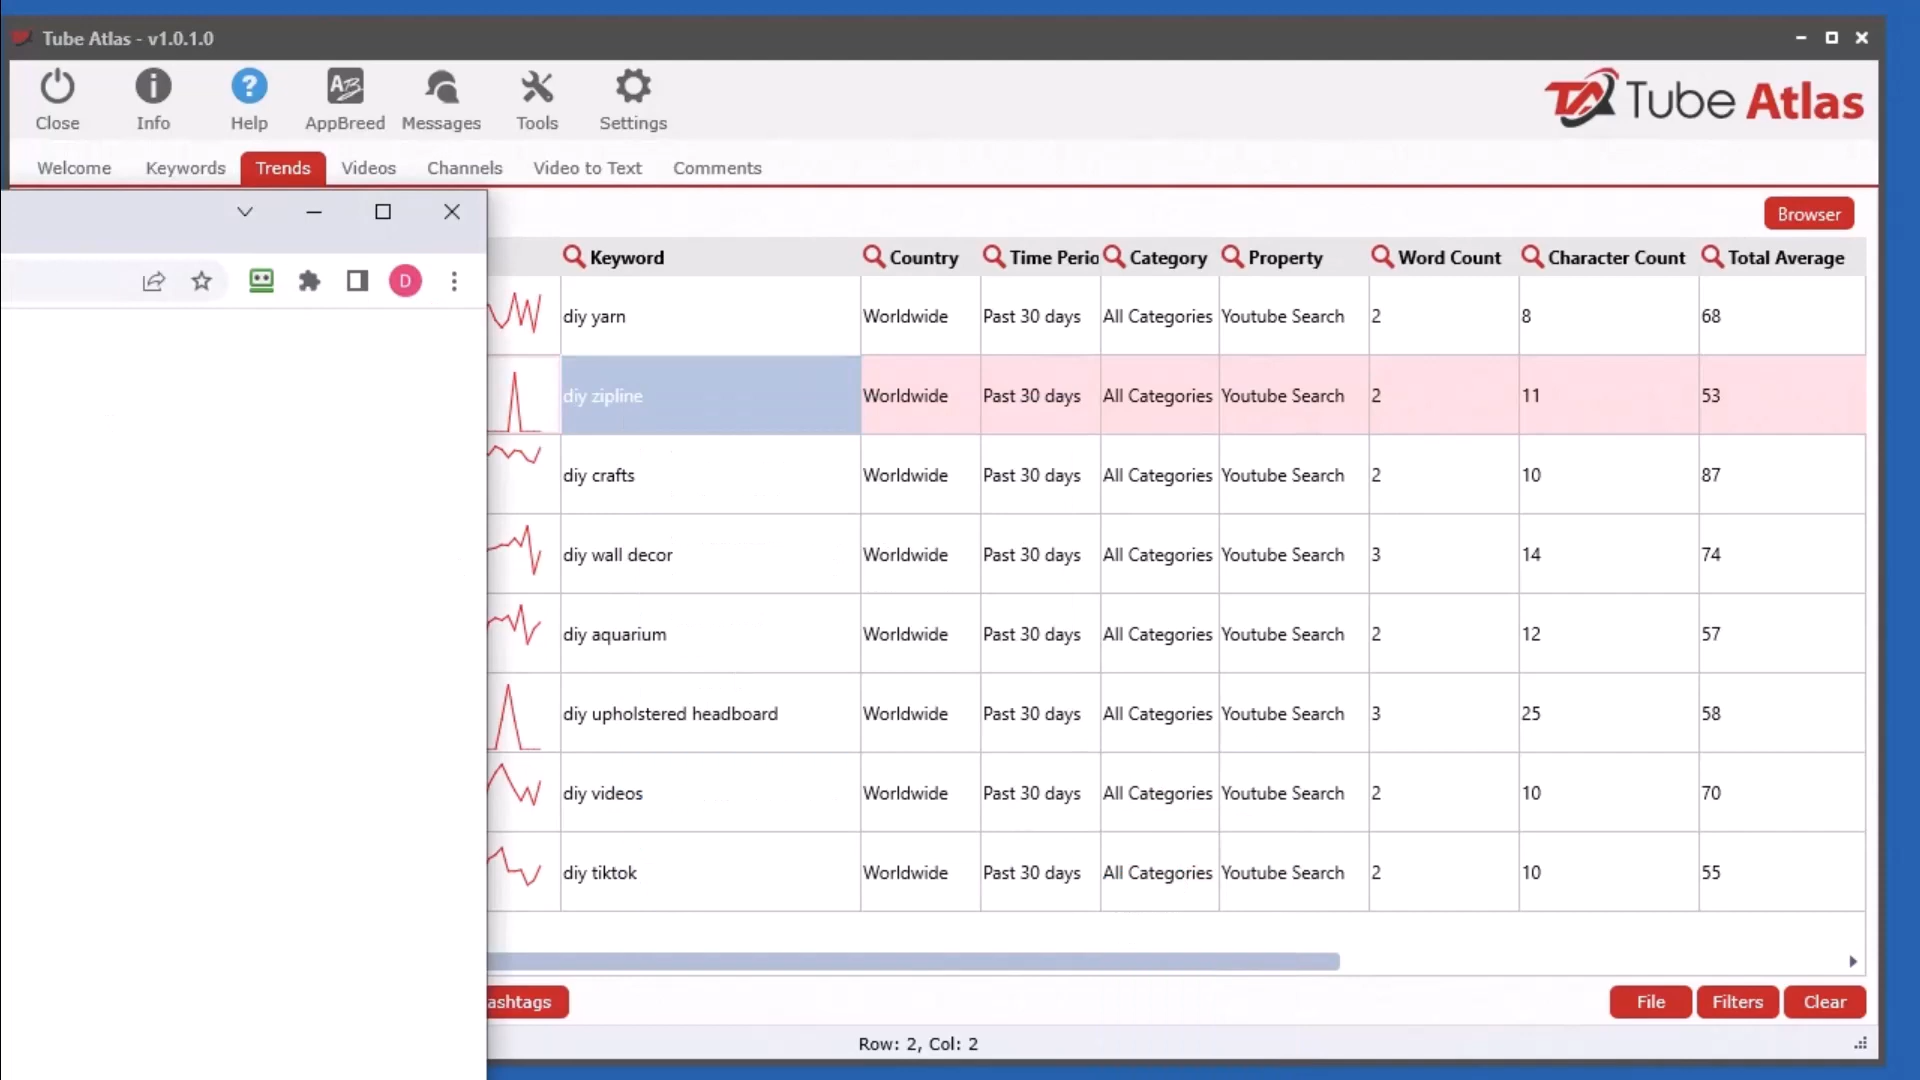 Tube Atlas - v1.0.1.0
Close Info Help AppBreed Messages Tools Settings
Tube Atlas
Welcome Keywords Trends Videos Channels Video to Text Comments
Browser
D
Keyword Country Time Perio Category Property Word Count Character Count Total Average
diy yarn Worldwide Past 30 days All Categories Youtube Search 2 8 68
diy zipline Worldwide Past 30 days All Categories Youtube Search 2 11 53
diy crafts Worldwide Past 30 days All Categories Youtube Search 2 10 87
diy wall decor Worldwide Past 30 days All Categories Youtube Search 3 14 74
diy aquarium Worldwide Past 30 days All Categories Youtube Search 2 12 57
diy upholstered headboard Worldwide Past 30 days All Categories Youtube Search 3 25 58
diy videos Worldwide Past 30 days All Categories Youtube Search 2 10 70
diy tiktok Worldwide Past 30 days All Categories Youtube Search 2 10 55
ashtags File Filters Clear
Row: 2, Col: 2